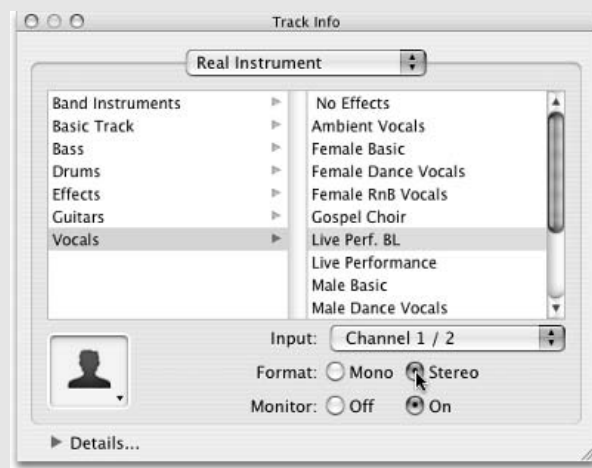 Track Info
Real Instrument
Band Instruments
Basic Track
Bass
Drums
Effects
Guitars
Vocals
No Effects
Ambient Vocals
Female Basic
Female Dance Vocals
Female RnB Vocals
Gospel Choir
Live Perf. BL
Live Performance
Male Basic
Male Dance Vocals
Input: Channel 1 / 2
Format: Mono Stereo
Monitor: Off On
Details...